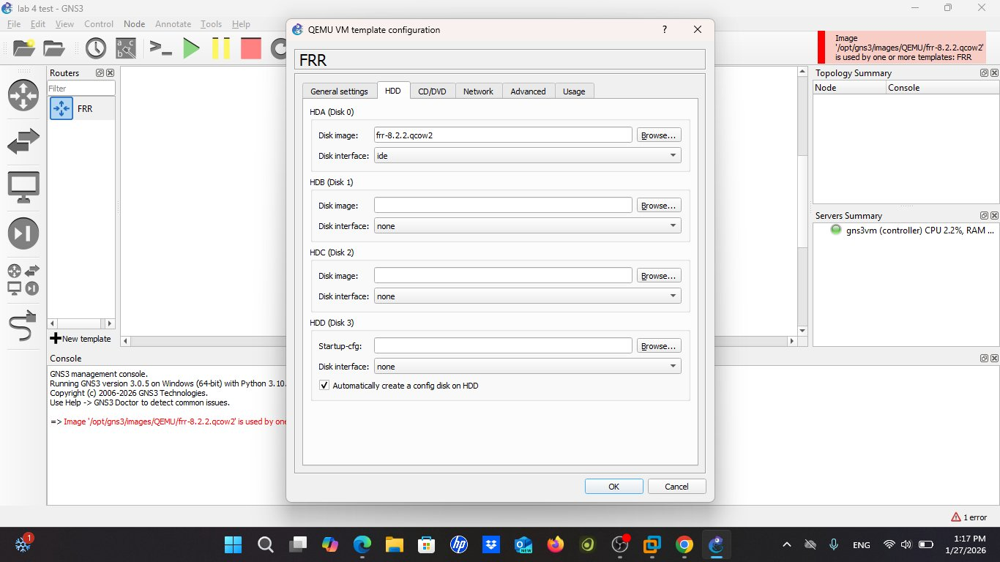 lab 4 test - GNS3
File Edit View Control Node Annotate Tools Help
Image
'/opt/gns3/images/QEMU/frr-8.2.2.qcow2'
is used by one or more templates: FRR
Routers
Filter
FRR
New template
QEMU VM template configuration
?
FRR
General settings HDD CD/DVD Network Advanced Usage
HDA (Disk 0)
Disk image: frr-8.2.2.qcow2 Browse...
Disk interface: ide
HDB (Disk 1)
Disk image: Browse...
Disk interface: none
HDC (Disk 2)
Disk image: Browse...
Disk interface: none
HDD (Disk 3)
Startup-cfg: Browse...
Disk interface: none
Automatically create a config disk on HDD
OK Cancel
Topology Summary
Node Console
Servers Summary
gns3vm (controller) CPU 2.2%, RAM ...
Console
GNS3 management console.
Running GNS3 version 3.0.5 on Windows (64-bit) with Python 3.10.
Copyright (c) 2006-2026 GNS3 Technologies.
Use Help -> GNS3 Doctor to detect common issues.
=> Image '/opt/gns3/images/QEMU/frr-8.2.2.qcow2' is used by one
1 error
1
ENG
1:17 PM
1/27/2026